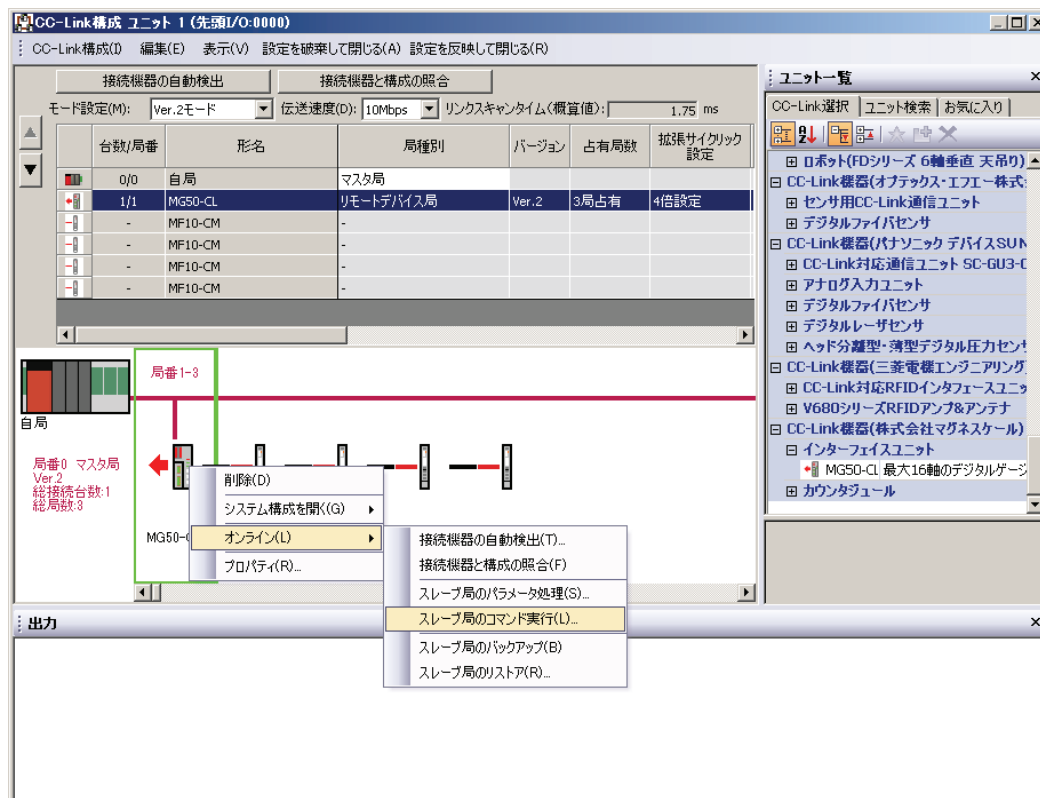 CC-Link構成 ユニット 1 (先頭I/O:0000)
CC-Link構成(I) 編集(E) 表示(V) 設定を破棄して閉じる(A) 設定を反映して閉じる(R)
接続機器の自動検出 接続機器と構成の照合
モード設定(M): Ver.2モード 伝送速度(D): 10Mbps リンクスキャンタイム(概算値): 1.75 ms
台数/局番 形名 局種別 バージョン 占有局数 拡張サイクリック設定
0/0 自局 マスタ局
1/1 MG50-CL リモートデバイス局 Ver.2 3局占有 4倍設定
- MF10-CM -
- MF10-CM -
- MF10-CM -
- MF10-CM -
局番1-3
自局
局番0 マスタ局
Ver.2
総接続台数:1
総局数:3
MG50-C
削除(D)
システム構成を開く(G)
オンライン(L)
プロパティ(R)...
接続機器の自動検出(T)...
接続機器と構成の照合(F)
スレーブ局のパラメータ処理(S)...
スレーブ局のコマンド実行(L)...
スレーブ局のバックアップ(B)
スレーブ局のリストア(R)...
出力
ユニット一覧
CC-Link選択 ユニット検索 お気に入り
ロボット(FDシリーズ 6軸垂直 天吊り)
CC-Link機器(オプテックス・エフエー株式
センサ用CC-Link通信ユニット
デジタルファイバセンサ
CC-Link機器(パナソニック デバイスSUN
CC-Link対応通信ユニット SC-GU3-C
アナログ入力ユニット
デジタルファイバセンサ
デジタルレーザセンサ
ヘッド分離型・薄型デジタル圧力セン
CC-Link機器(三菱電機エンジニアリング
CC-Link対応RFIDインタフェースユニッ
V680シリーズRFIDアンプ&アンテナ
CC-Link機器(株式会社マグネスケール)
インターフェイスユニット
MG50-CL 最大16軸のデジタルゲージ
カウンタジュール